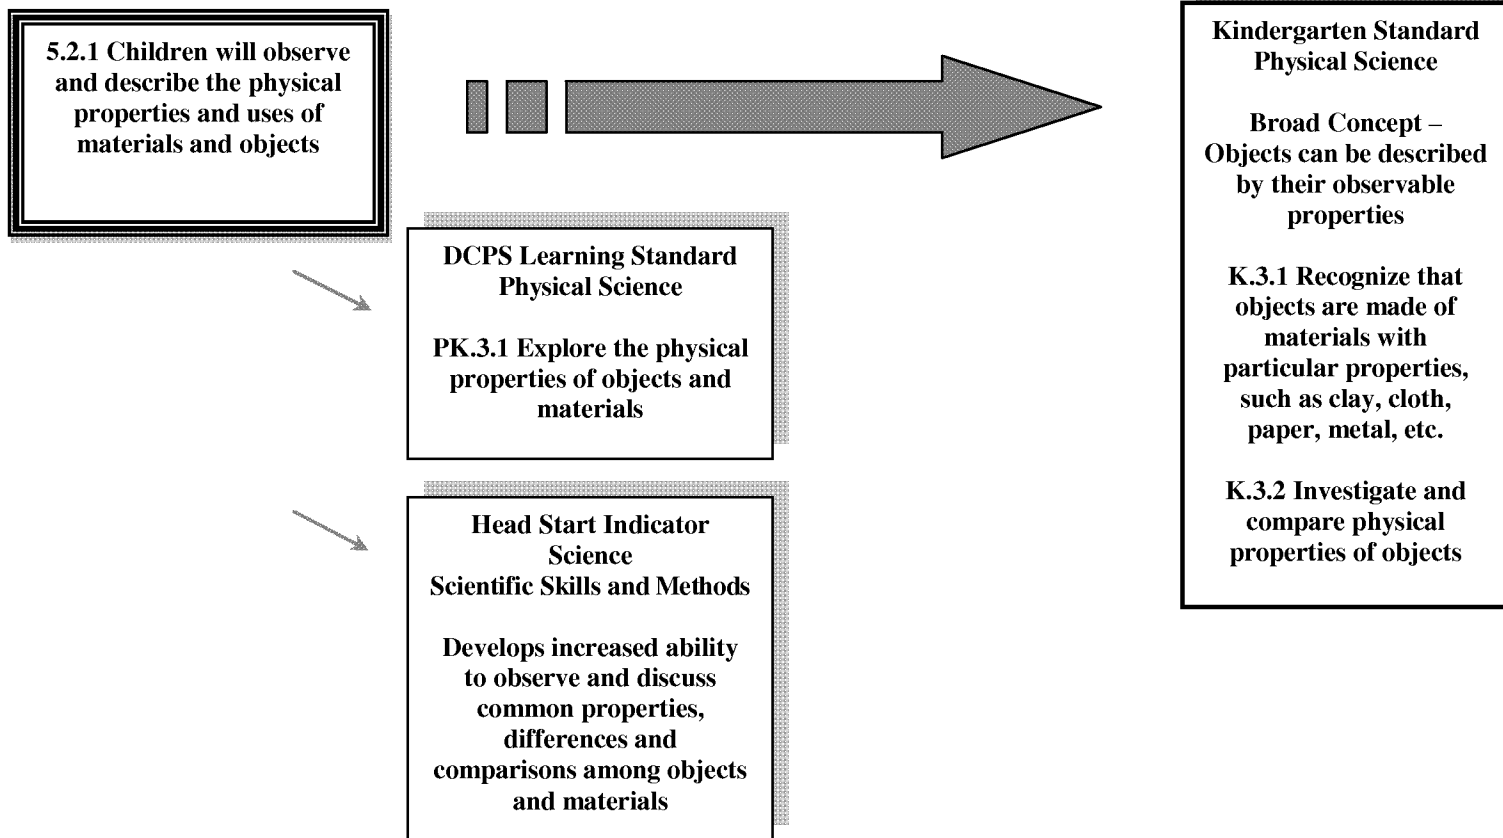 5.2.1 Children will observe
and describe the physical
properties and uses of
materials and objects
Kindergarten Standard
Physical Science
Broad Concept –
Objects can be described
by their observable
properties
K.3.1 Recognize that
objects are made of
materials with
particular properties,
such as clay, cloth,
paper, metal, etc.
K.3.2 Investigate and
compare physical
properties of objects
DCPS Learning Standard
Physical Science
PK.3.1 Explore the physical
properties of objects and
materials
Head Start Indicator
Science
Scientific Skills and Methods
Develops increased ability
to observe and discuss
common properties,
differences and
comparisons among objects
and materials